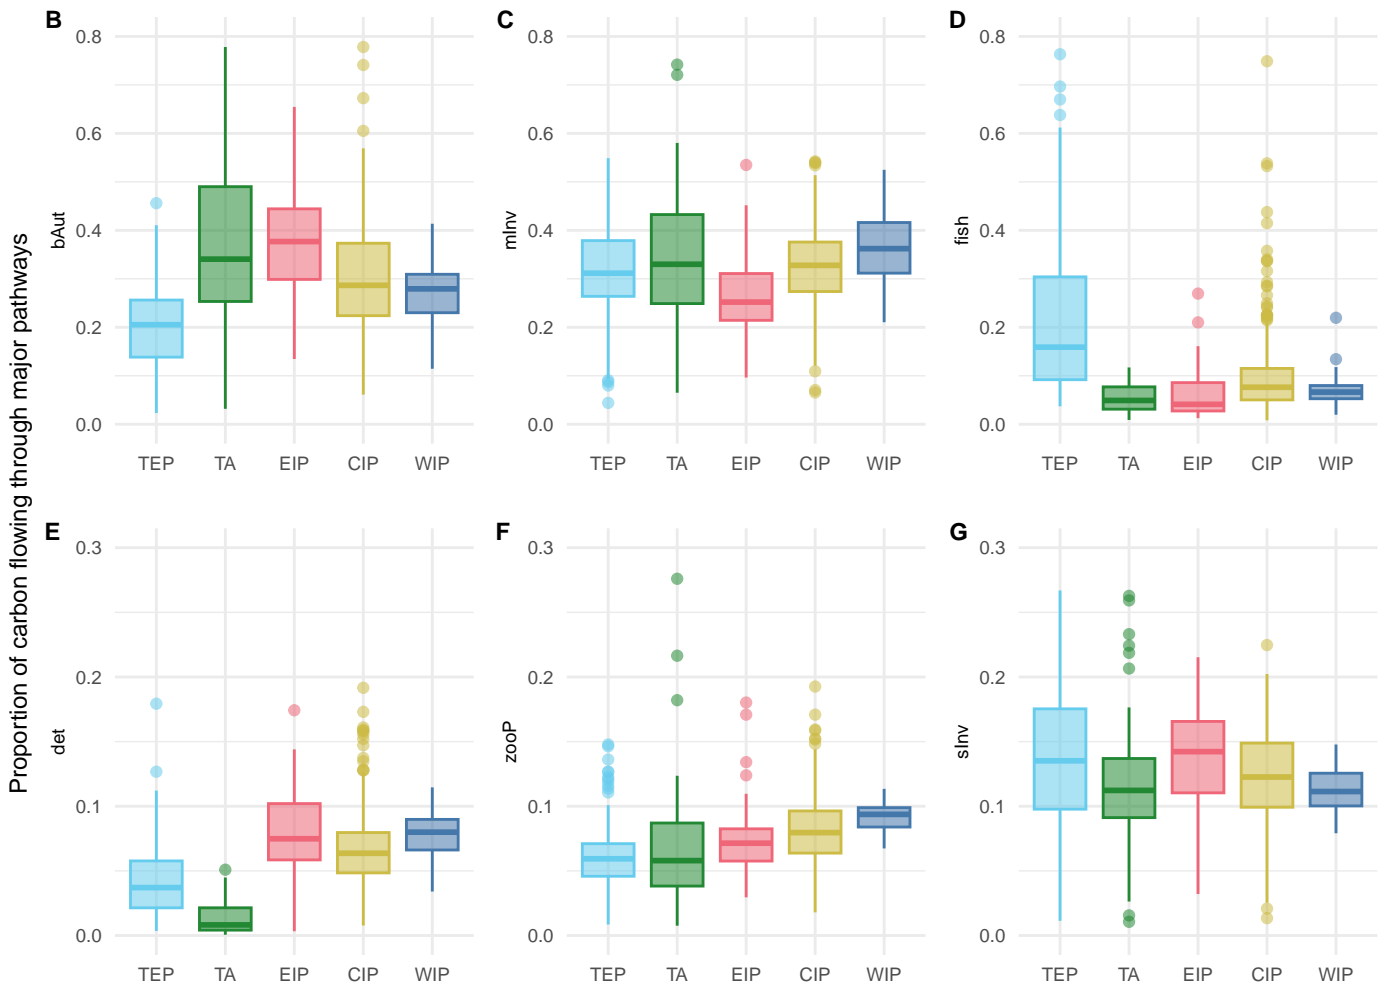 Proportion of carbon flowing through major pathways
B
bAut
0.8
0.6
0.4
0.2
0.0
TEP TA EIP CIP WIP
C
mInv
0.8
0.6
0.4
0.2
0.0
TEP TA EIP CIP WIP
D
fish
0.8
0.6
0.4
0.2
0.0
TEP TA EIP CIP WIP
E
det
0.3
0.2
0.1
0.0
TEP TA EIP CIP WIP
F
zooP
0.3
0.2
0.1
0.0
TEP TA EIP CIP WIP
G
sInv
0.3
0.2
0.1
0.0
TEP TA EIP CIP WIP